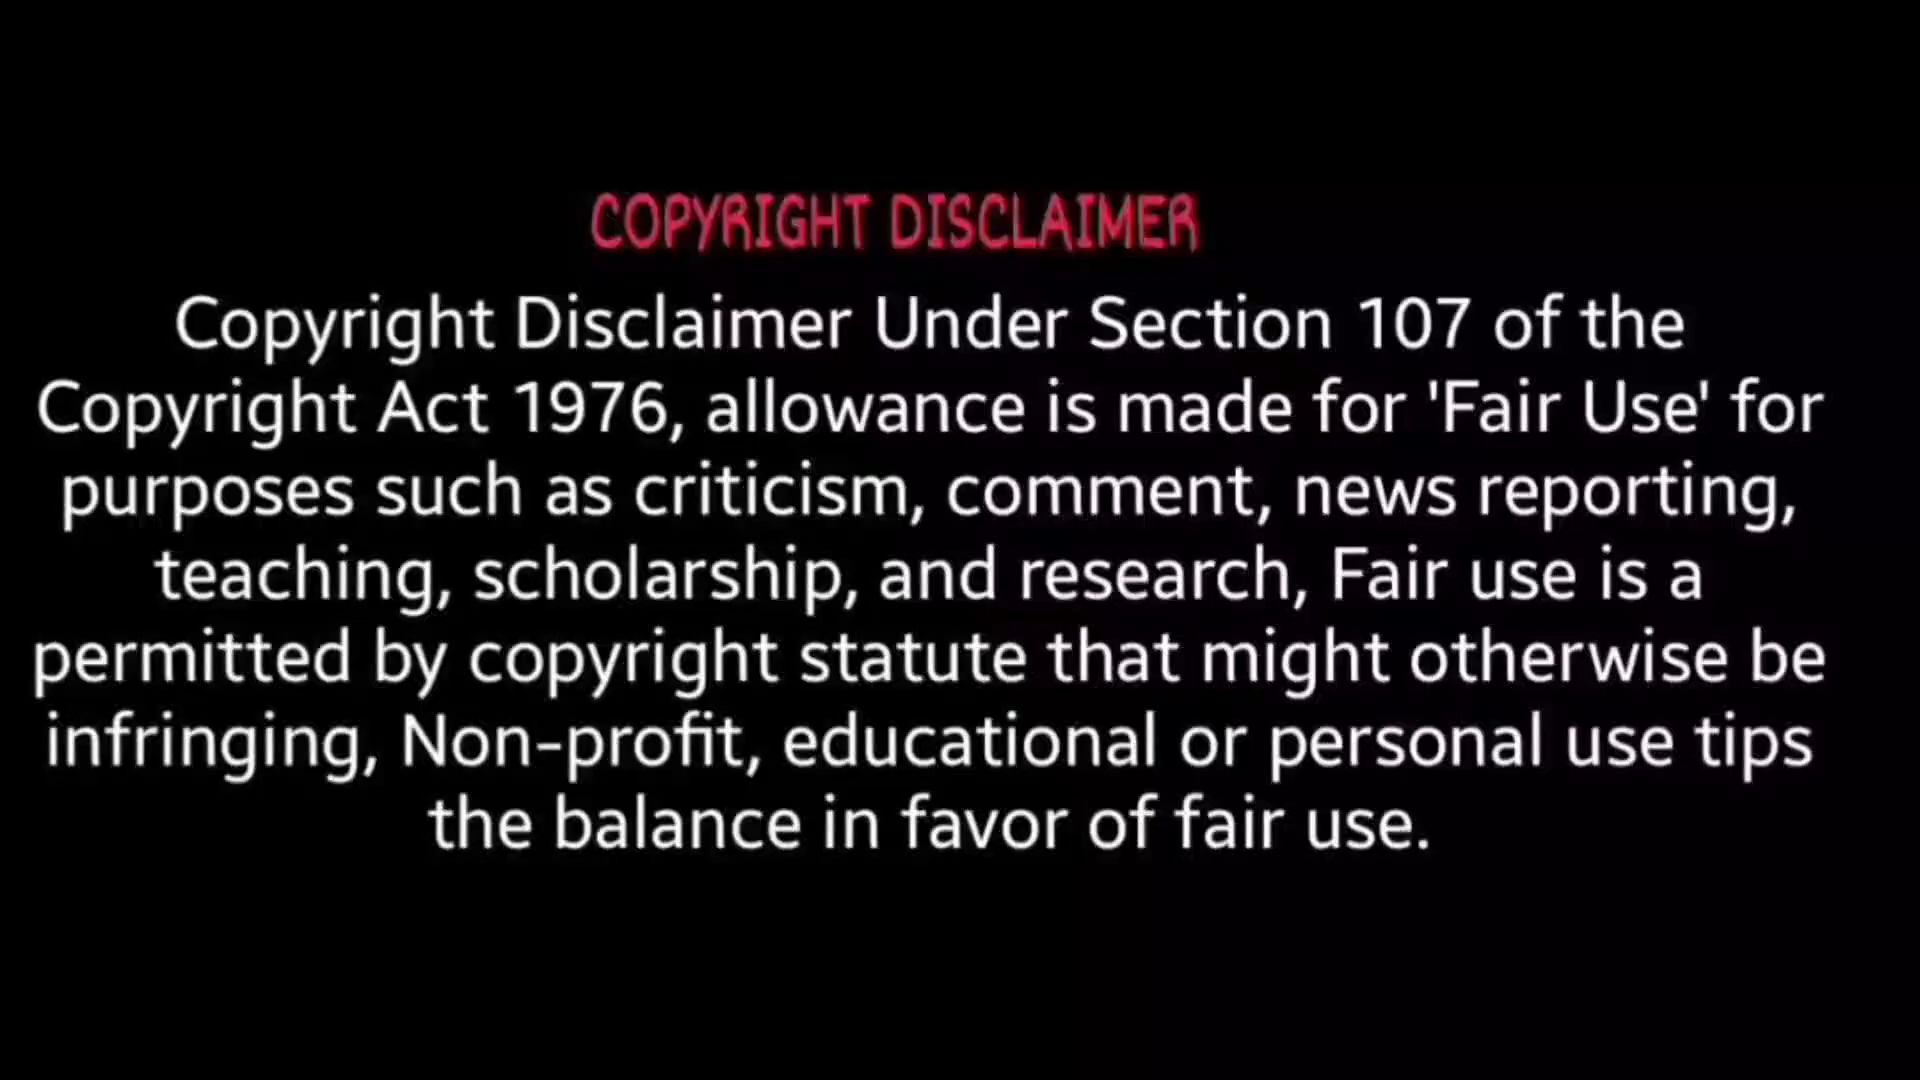 COPYRIGHT DISCLAIMER
Copyright Disclaimer Under Section 107 of the
Copyright Act 1976, allowance is made for 'Fair Use' for
purposes such as criticism, comment, news reporting,
teaching, scholarship, and research, Fair use is a
permitted by copyright statute that might otherwise be
infringing, Non-profit, educational or personal use tips
the balance in favor of fair use.